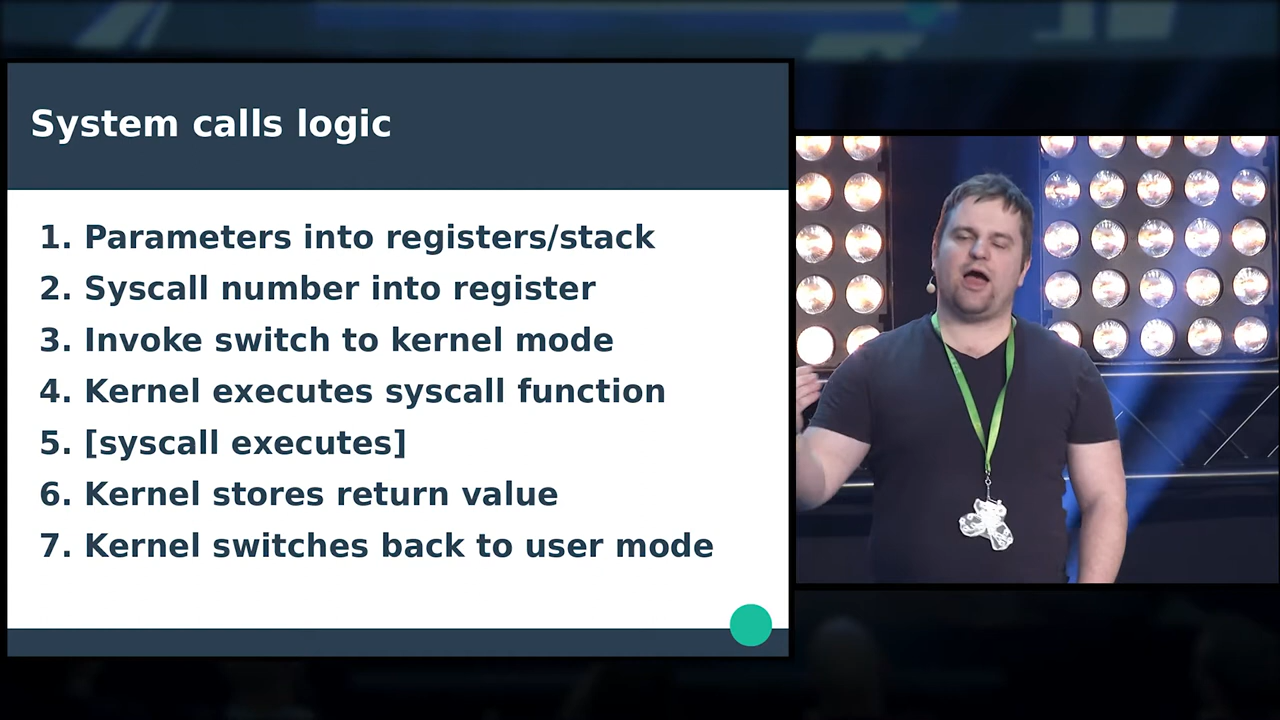 System calls logic
1. Parameters into registers/stack
2. Syscall number into register
3. Invoke switch to kernel mode
4. Kernel executes syscall function
5. [syscall executes]
6. Kernel stores return value
7. Kernel switches back to user mode